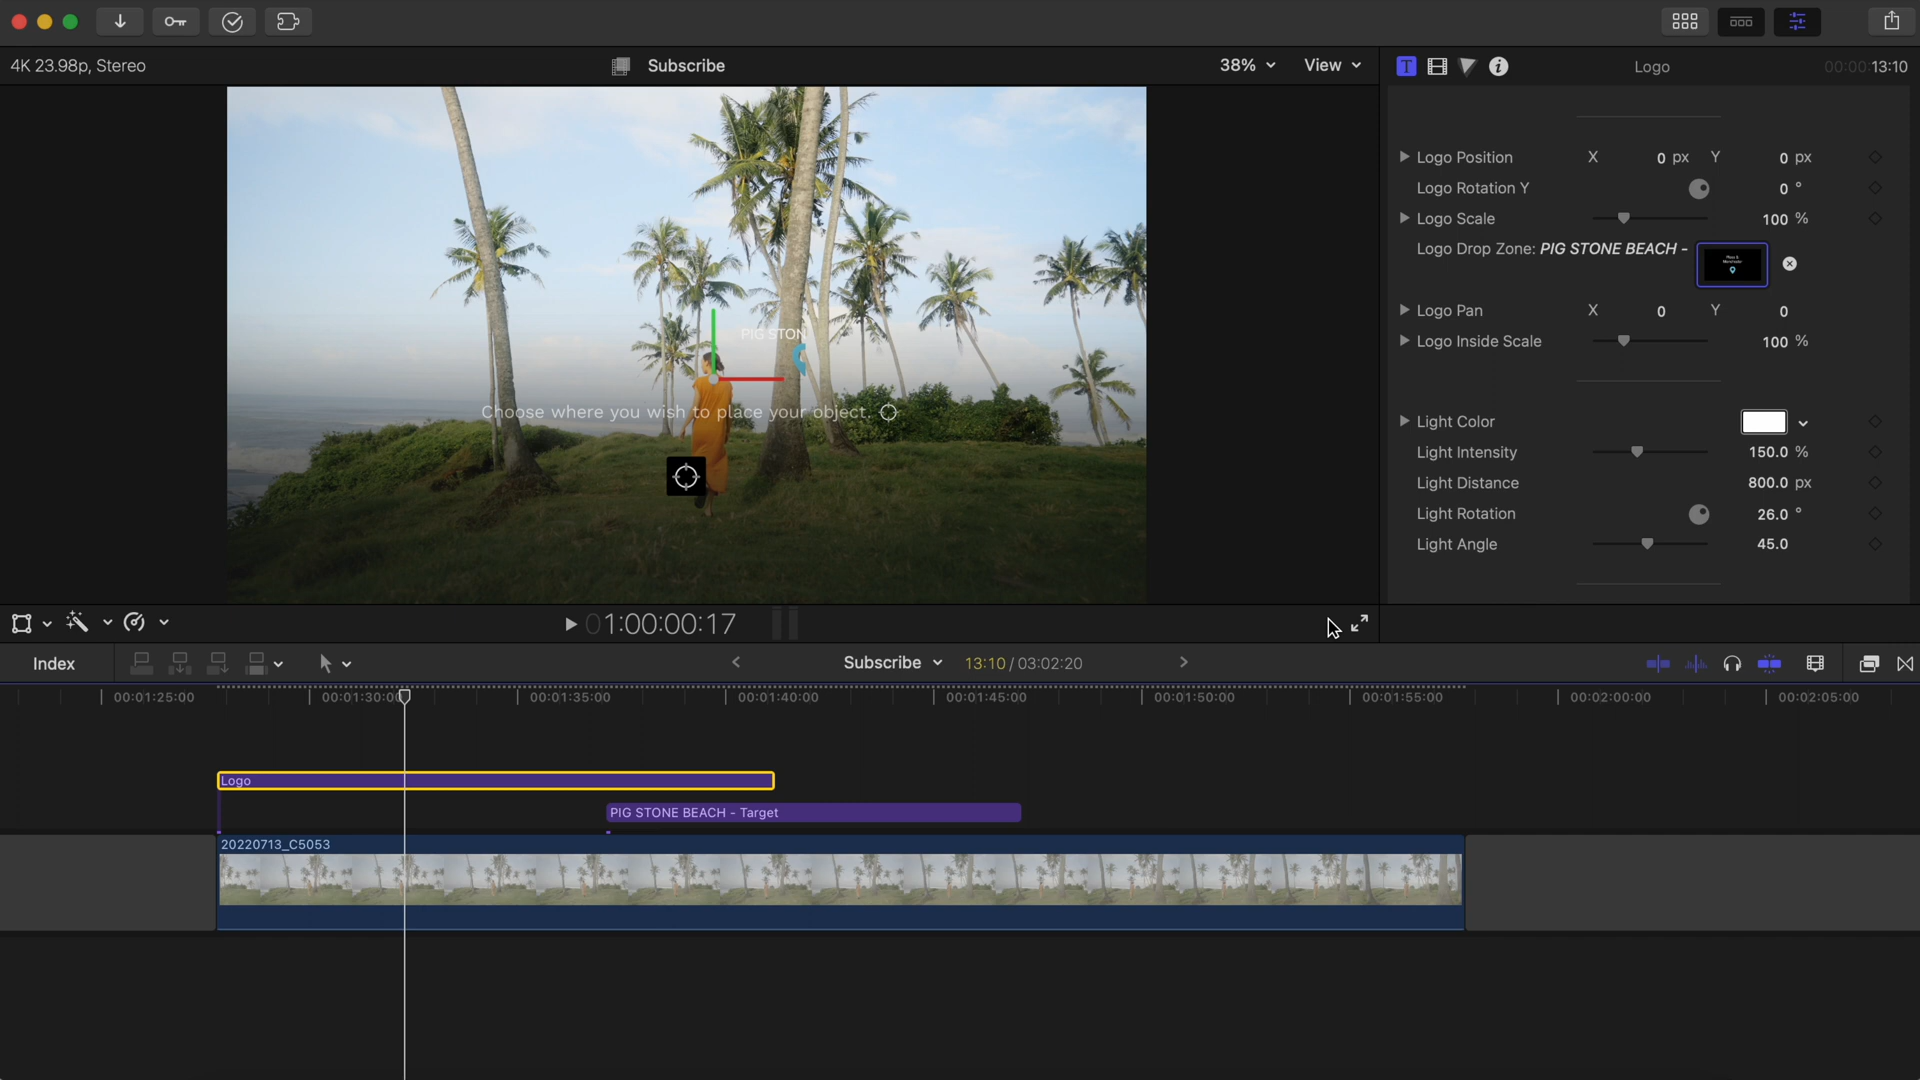 4K 23.98p, Stereo
Subscribe
38%
View
Logo
00:00:13:10
Logo Position X 0 px Y 0 px
Logo Rotation Y 0 °
Logo Scale 100 %
Logo Drop Zone: PIG STONE BEACH -
Logo Pan X 0 Y 0
Logo Inside Scale 100 %
Light Color
Light Intensity 150.0 %
Light Distance 800.0 px
Light Rotation 26.0 °
Light Angle 45.0
PIG STON
Choose where you wish to place your object.
01:00:00:17
Index
Subscribe
13:10 / 03:02:20
00:01:25:00 00:01:30:00 00:01:35:00 00:01:40:00 00:01:45:00 00:01:50:00 00:01:55:00 00:02:00:00 00:02:05:00
Logo
PIG STONE BEACH - Target
20220713_C5053